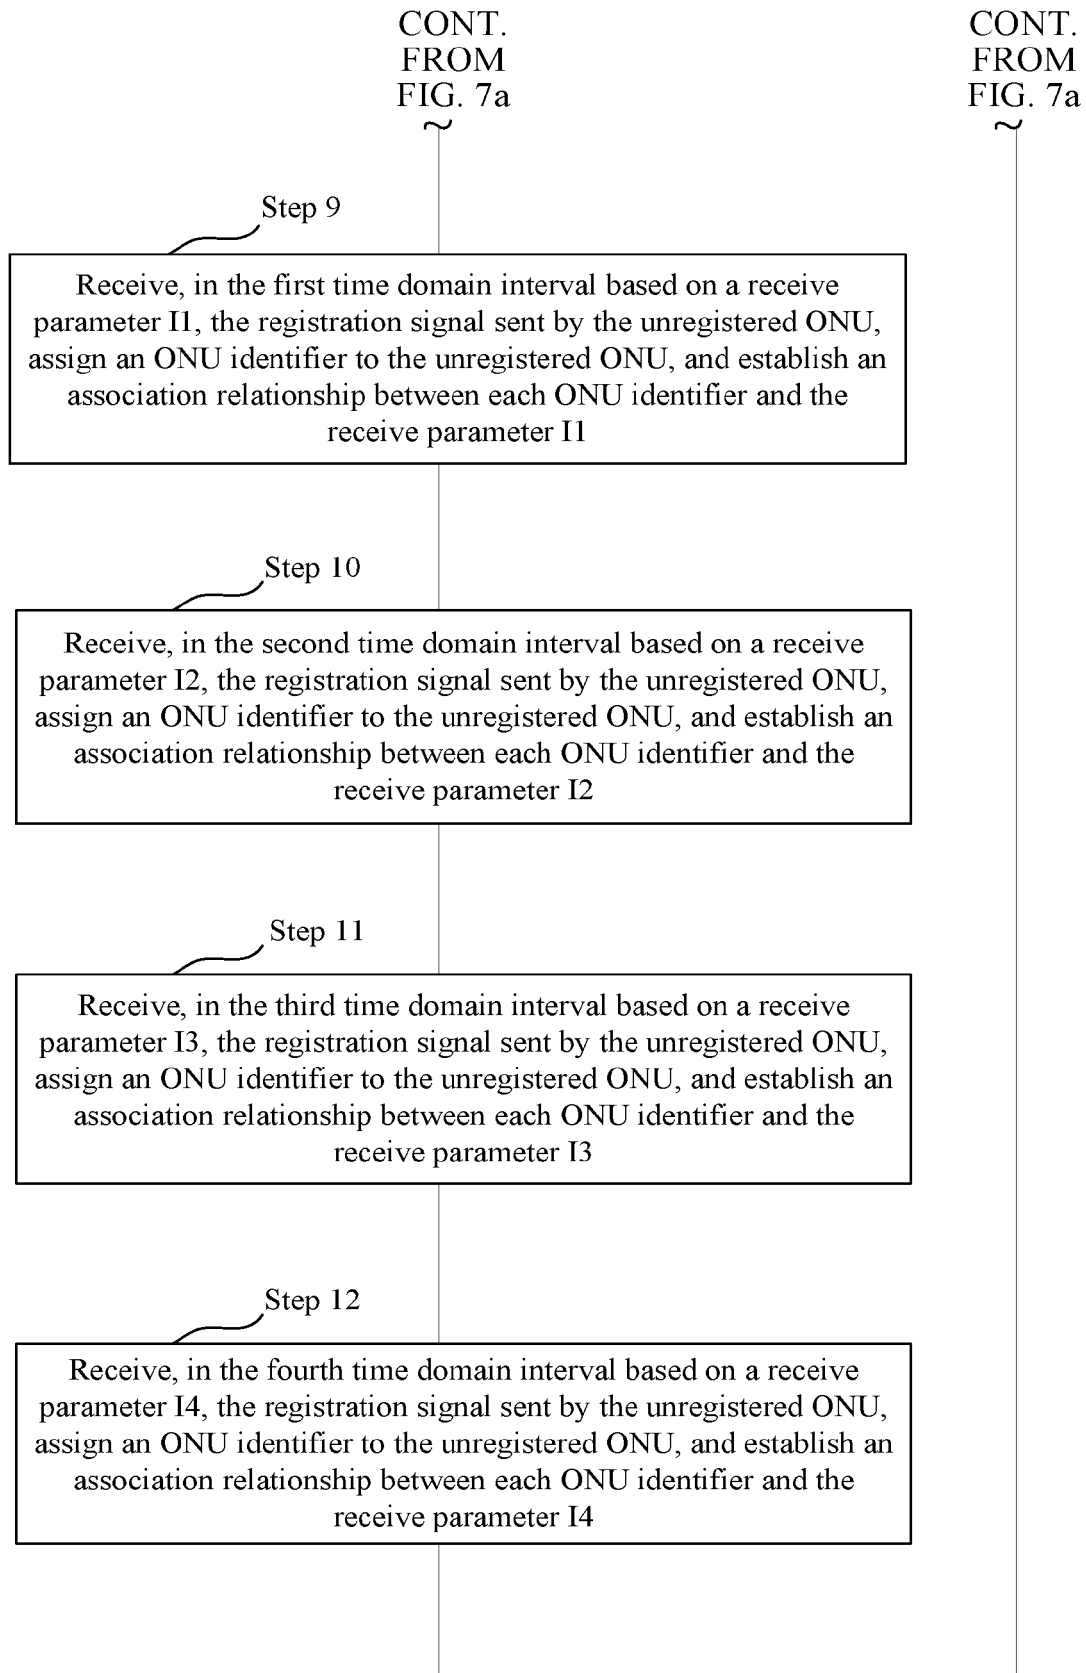 CONT.
FROM
FIG. 7a
CONT.
FROM
FIG. 7a
Step 9
Receive, in the first time domain interval based on a receive
parameter I1, the registration signal sent by the unregistered ONU,
assign an ONU identifier to the unregistered ONU, and establish an
association relationship between each ONU identifier and the
receive parameter I1
Step 10
Receive, in the second time domain interval based on a receive
parameter I2, the registration signal sent by the unregistered ONU,
assign an ONU identifier to the unregistered ONU, and establish an
association relationship between each ONU identifier and the
receive parameter I2
Step 11
Receive, in the third time domain interval based on a receive
parameter I3, the registration signal sent by the unregistered ONU,
assign an ONU identifier to the unregistered ONU, and establish an
association relationship between each ONU identifier and the
receive parameter I3
Step 12
Receive, in the fourth time domain interval based on a receive
parameter I4, the registration signal sent by the unregistered ONU,
assign an ONU identifier to the unregistered ONU, and establish an
association relationship between each ONU identifier and the
receive parameter I4